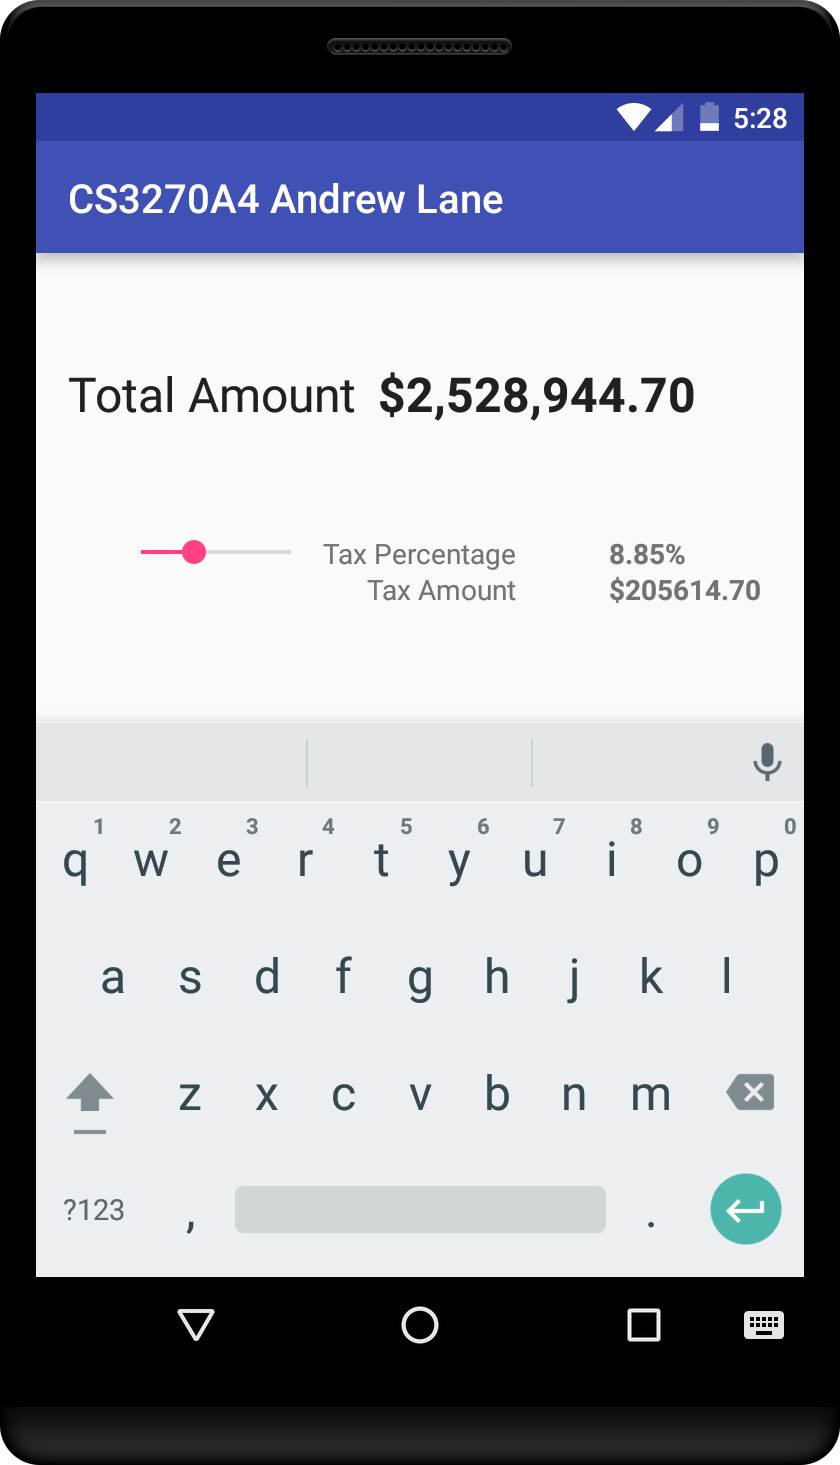 5:28
CS3270A4 Andrew Lane
Total Amount $2,528,944.70
Tax Percentage 8.85%
Tax Amount $205614.70
1 2 3 4 5 6 7 8 9 0
q w e r t y u i o p
a s d f g h j k l
z x c v b n m
?123 , .